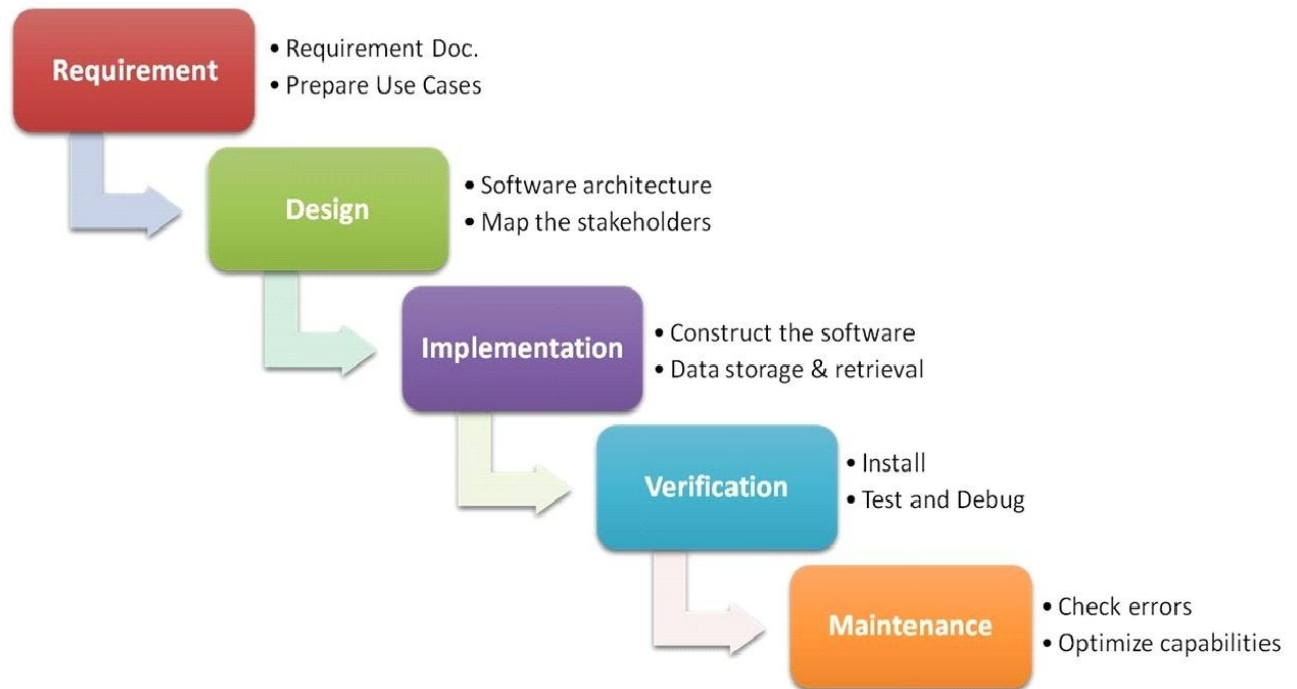 Requirement
• Requirement Doc.
• Prepare Use Cases
Design
• Software architecture
• Map the stakeholders
Implementation
• Construct the software
• Data storage & retrieval
Verification
• Install
• Test and Debug
Maintenance
• Check errors
• Optimize capabilities